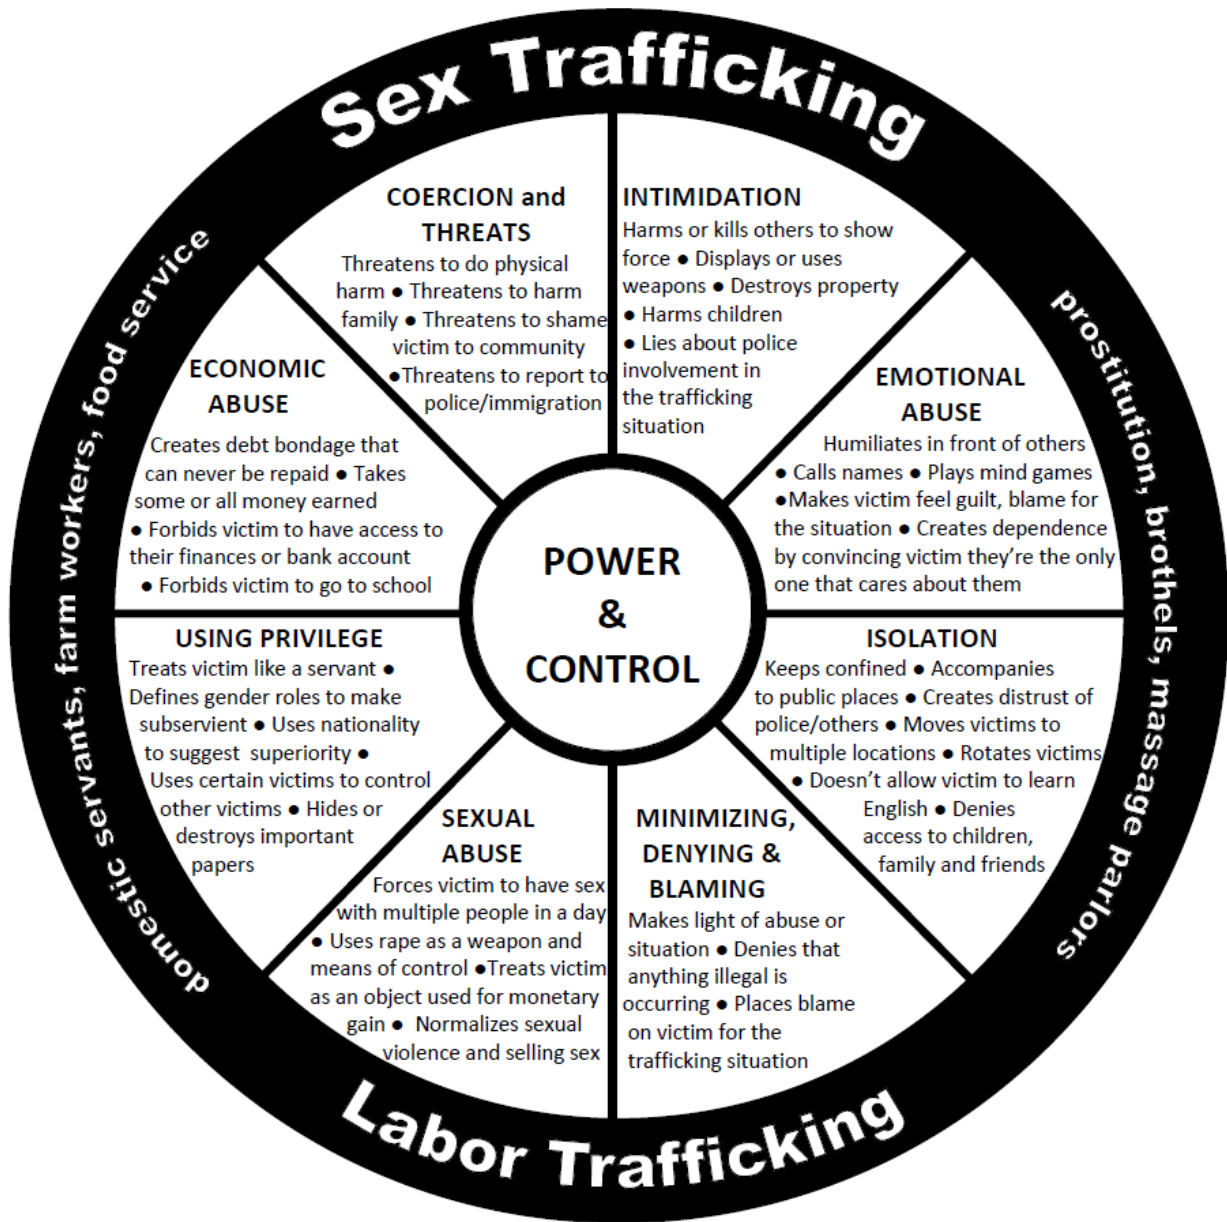 Sex Trafficking
COERCION and
THREATS
Threatens to do physical
harm ● Threatens to harm
family ● Threatens to shame
victim to community
●Threatens to report to
police/immigration
INTIMIDATION
Harms or kills others to show
force ● Displays or uses
weapons ● Destroys property
● Harms children
● Lies about police
involvement in
the trafficking
situation
EMOTIONAL
ABUSE
Humiliates in front of others
● Calls names ● Plays mind games
●Makes victim feel guilt, blame for
the situation ● Creates dependence
by convincing victim they’re the only
one that cares about them
ISOLATION
Keeps confined ● Accompanies
to public places ● Creates distrust of
police/others ● Moves victims to
multiple locations ● Rotates victims
● Doesn’t allow victim to learn
English ● Denies
access to children,
family and friends
MINIMIZING,
DENYING &
BLAMING
Makes light of abuse or
situation ● Denies that
anything illegal is
occurring ● Places blame
on victim for the
trafficking situation
SEXUAL
ABUSE
Forces victim to have sex
with multiple people in a day
● Uses rape as a weapon and
means of control ●Treats victim
as an object used for monetary
gain ● Normalizes sexual
violence and selling sex
USING PRIVILEGE
Treats victim like a servant ●
Defines gender roles to make
subservient ● Uses nationality
to suggest superiority ●
Uses certain victims to control
other victims ● Hides or
destroys important
papers
ECONOMIC
ABUSE
Creates debt bondage that
can never be repaid ● Takes
some or all money earned
● Forbids victim to have access to
their finances or bank account
● Forbids victim to go to school
POWER
&
CONTROL
prostitution, brothels, massage parlors
domestic servants, farm workers, food service
Labor Trafficking